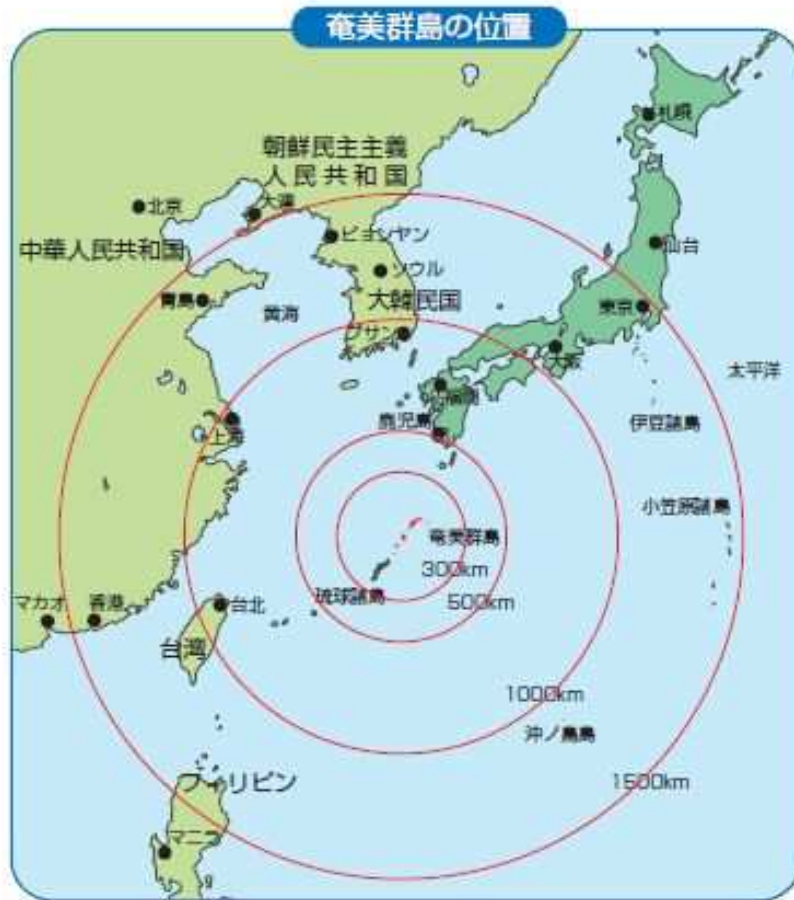 奄美群島の位置
札幌
朝鮮民主主義
人民共和国
北京
大連
ピョンヤン
仙台
中華人民共和国
ソウル
青島
大韓民国
東京
黄海
プサン
大阪
太平洋
福岡
鹿児島
伊豆諸島
上海
小笠原諸島
奄美群島
300km
琉球諸島
500km
マカオ
香港
台北
台湾
1000km
沖ノ鳥島
フィリピン
1500km
マニラ